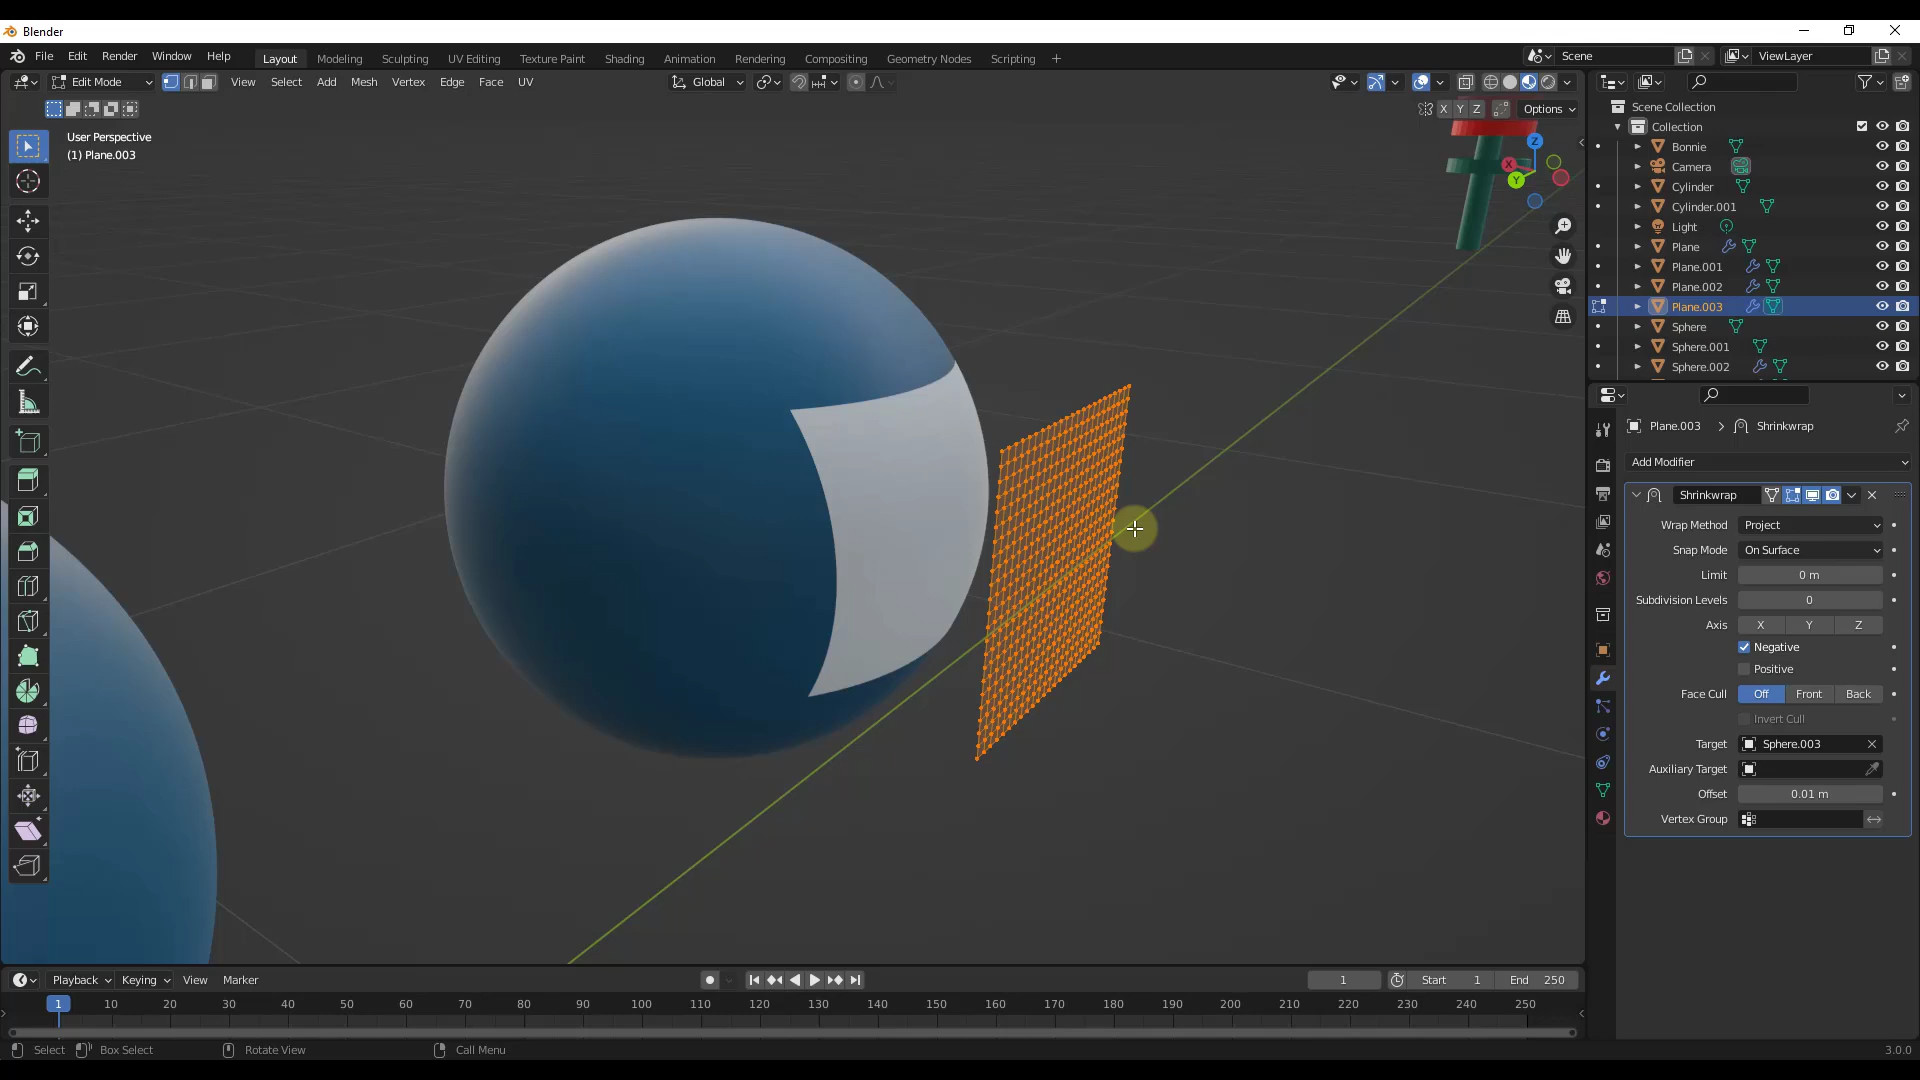 Blender
File Edit Render Window Help Layout Modeling Sculpting UV Editing Texture Paint Shading Animation Rendering Compositing Geometry Nodes Scripting + Scene ViewLayer
Edit Mode View Select Add Mesh Vertex Edge Face UV Global
X Y Z Options
User Perspective
(1) Plane.003
Z
X
Y
Scene Collection
Collection
Bonnie
Camera
Cylinder
Cylinder.001
Light
Plane
Plane.001
Plane.002
Plane.003
Sphere
Sphere.001
Sphere.002
Plane.003 > Shrinkwrap
Add Modifier
Shrinkwrap
Wrap Method Project
Snap Mode On Surface
Limit 0 m
Subdivision Levels 0
Axis X Y Z
Negative
Positive
Face Cull Off Front Back
Invert Cull
Target Sphere.003
Auxiliary Target
Offset 0.01 m
Vertex Group
Playback Keying View Marker 1 Start 1 End 250
1 10 20 30 40 50 60 70 80 90 100 110 120 130 140 150 160 170 180 190 200 210 220 230 240 250
Select Box Select Rotate View Call Menu 3.0.0